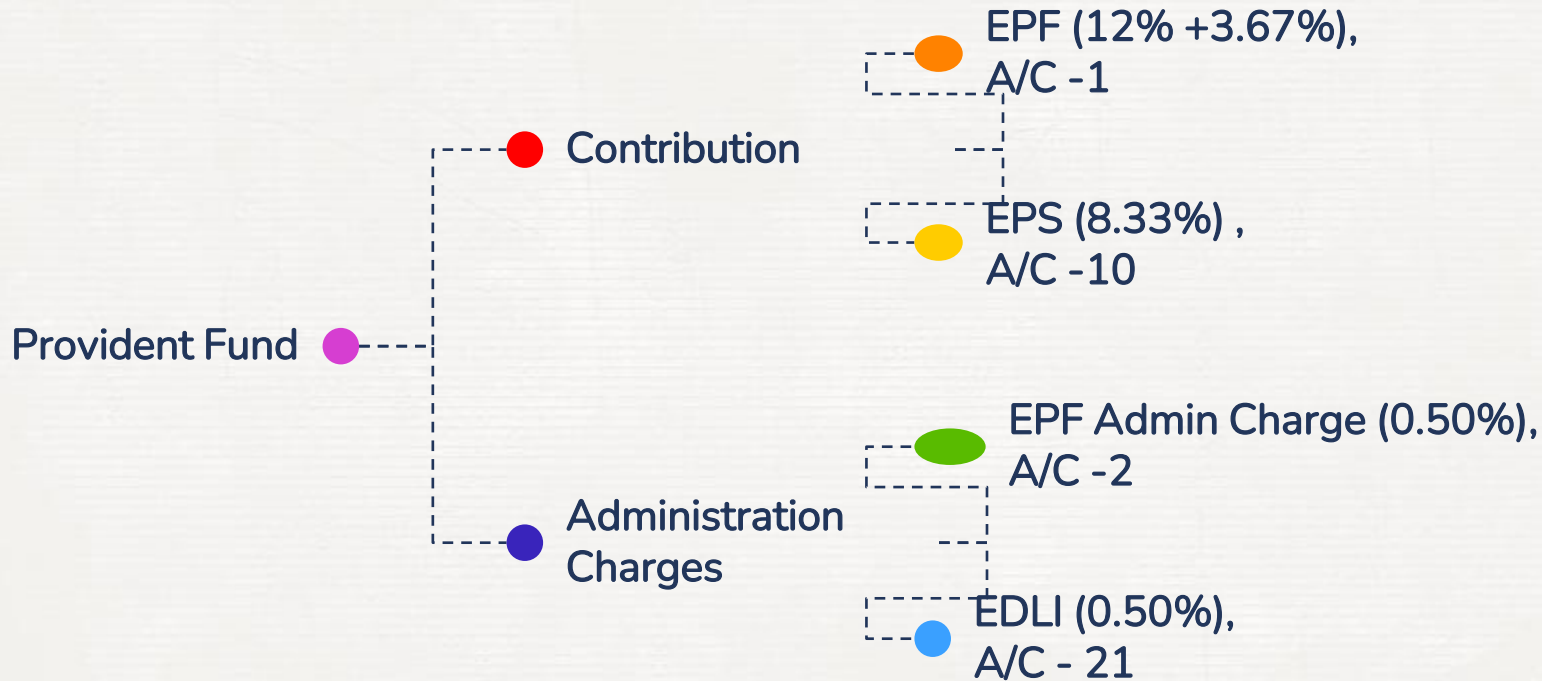 EPF (12% +3.67%),
A/C -1
Contribution
EPS (8.33%) ,
A/C -10
Provident Fund
EPF Admin Charge (0.50%),
A/C -2
Administration
Charges
EDLI (0.50%),
A/C - 21